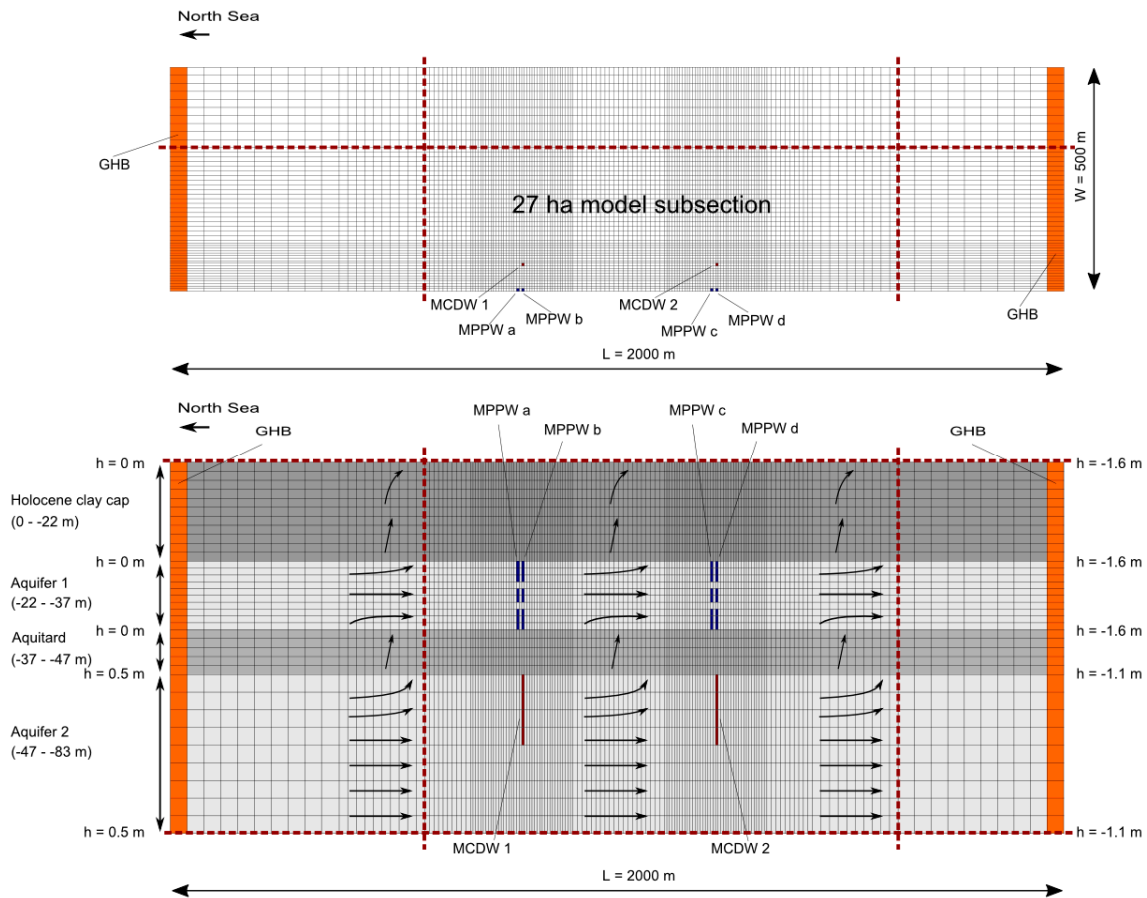 North Sea
GHB
W = 500 m
27 ha model subsection
MCDW 1
MCDW 2
MPPW a
MPPW b
MPPW c
MPPW d
GHB
L = 2000 m
North Sea
GHB
MPPW a
MPPW b
MPPW c
MPPW d
GHB
h = 0 m
h = -1.6 m
Holocene clay cap
(0 - -22 m)
h = 0 m
h = -1.6 m
Aquifer 1
(-22 - -37 m)
h = 0 m
h = -1.6 m
Aquitard
(-37 - -47 m)
h = 0.5 m
h = -1.1 m
Aquifer 2
(-47 - -83 m)
h = 0.5 m
h = -1.1 m
MCDW 1
MCDW 2
L = 2000 m